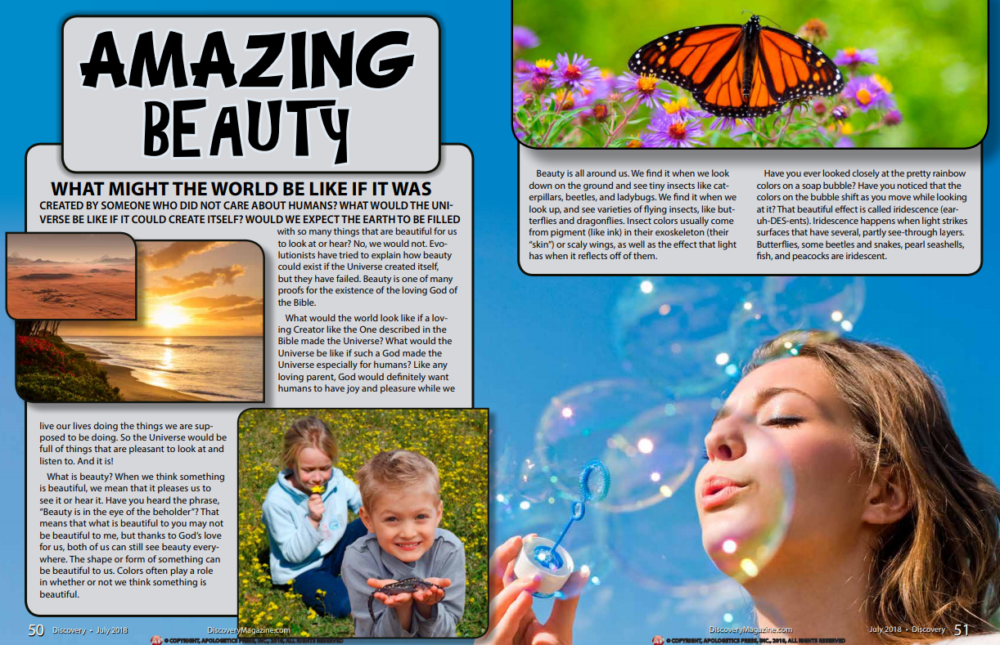 AMAZING
BEAUTY
WHAT MIGHT THE WORLD BE LIKE IF IT WAS
CREATED BY SOMEONE WHO DID NOT CARE ABOUT HUMANS? WHAT WOULD THE UNI-
VERSE BE LIKE IF IT COULD CREATE ITSELF? WOULD WE EXPECT THE EARTH TO BE FILLED
with so many things that are beautiful for us
to look at or hear? No, we would not. Evo-
lutionists have tried to explain how beauty
could exist if the Universe created itself,
but they have failed. Beauty is one of many
proofs for the existence of the loving God of
the Bible.
What would the world look like if a lov-
ing Creator like the One described in the
Bible made the Universe? What would the
Universe be like if such a God made the
Universe especially for humans? Like any
loving parent, God would definitely want
humans to have joy and pleasure while we
live our lives doing the things we are sup-
posed to be doing. So the Universe would be
full of things that are pleasant to look at and
listen to. And it is!
What is beauty? When we think something
is beautiful, we mean that it pleases us to
see it or hear it. Have you heard the phrase,
“Beauty is in the eye of the beholder”? That
means that what is beautiful to you may not
be beautiful to me, but thanks to God’s love
for us, both of us can still see beauty every-
where. The shape or form of something can
be beautiful to us. Colors often play a role
in whether or not we think something is
beautiful.
50 Discovery • July 2018 DiscoveryMagazine.com
© COPYRIGHT, APOLOGETICS PRESS, INC., 2018, ALL RIGHTS RESERVED
Beauty is all around us. We find it when we look
down on the ground and see tiny insects like cat-
erpillars, beetles, and ladybugs. We find it when we
look up, and see varieties of flying insects, like but-
terflies and dragonflies. Insect colors usually come
from pigment (like ink) in their exoskeleton (their
“skin”) or scaly wings, as well as the effect that light
has when it reflects off of them.
Have you ever looked closely at the pretty rainbow
colors on a soap bubble? Have you noticed that the
colors on the bubble shift as you move while looking
at it? That beautiful effect is called iridescence (ear-
uh-DES-ents). Iridescence happens when light strikes
surfaces that have several, partly see-through layers.
Butterflies, some beetles and snakes, pearl seashells,
fish, and peacocks are iridescent.
DiscoveryMagazine.com July 2018 • Discovery 51
© COPYRIGHT, APOLOGETICS PRESS, INC., 2018, ALL RIGHTS RESERVED